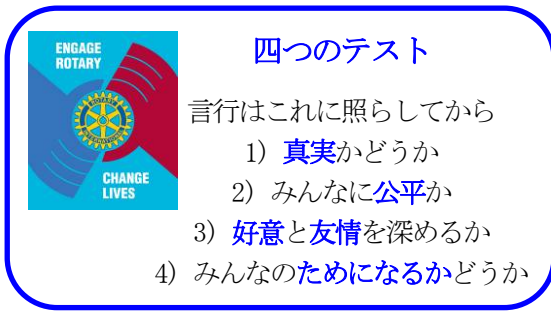 ENGAGE
ROTARY
ROTARY
INTERNATIONAL
CHANGE
LIVES
四つのテスト
言行はこれに照らしてから
1) 真実かどうか
2) みんなに公平か
3) 好意と友情を深めるか
4) みんなのためになるかどうか